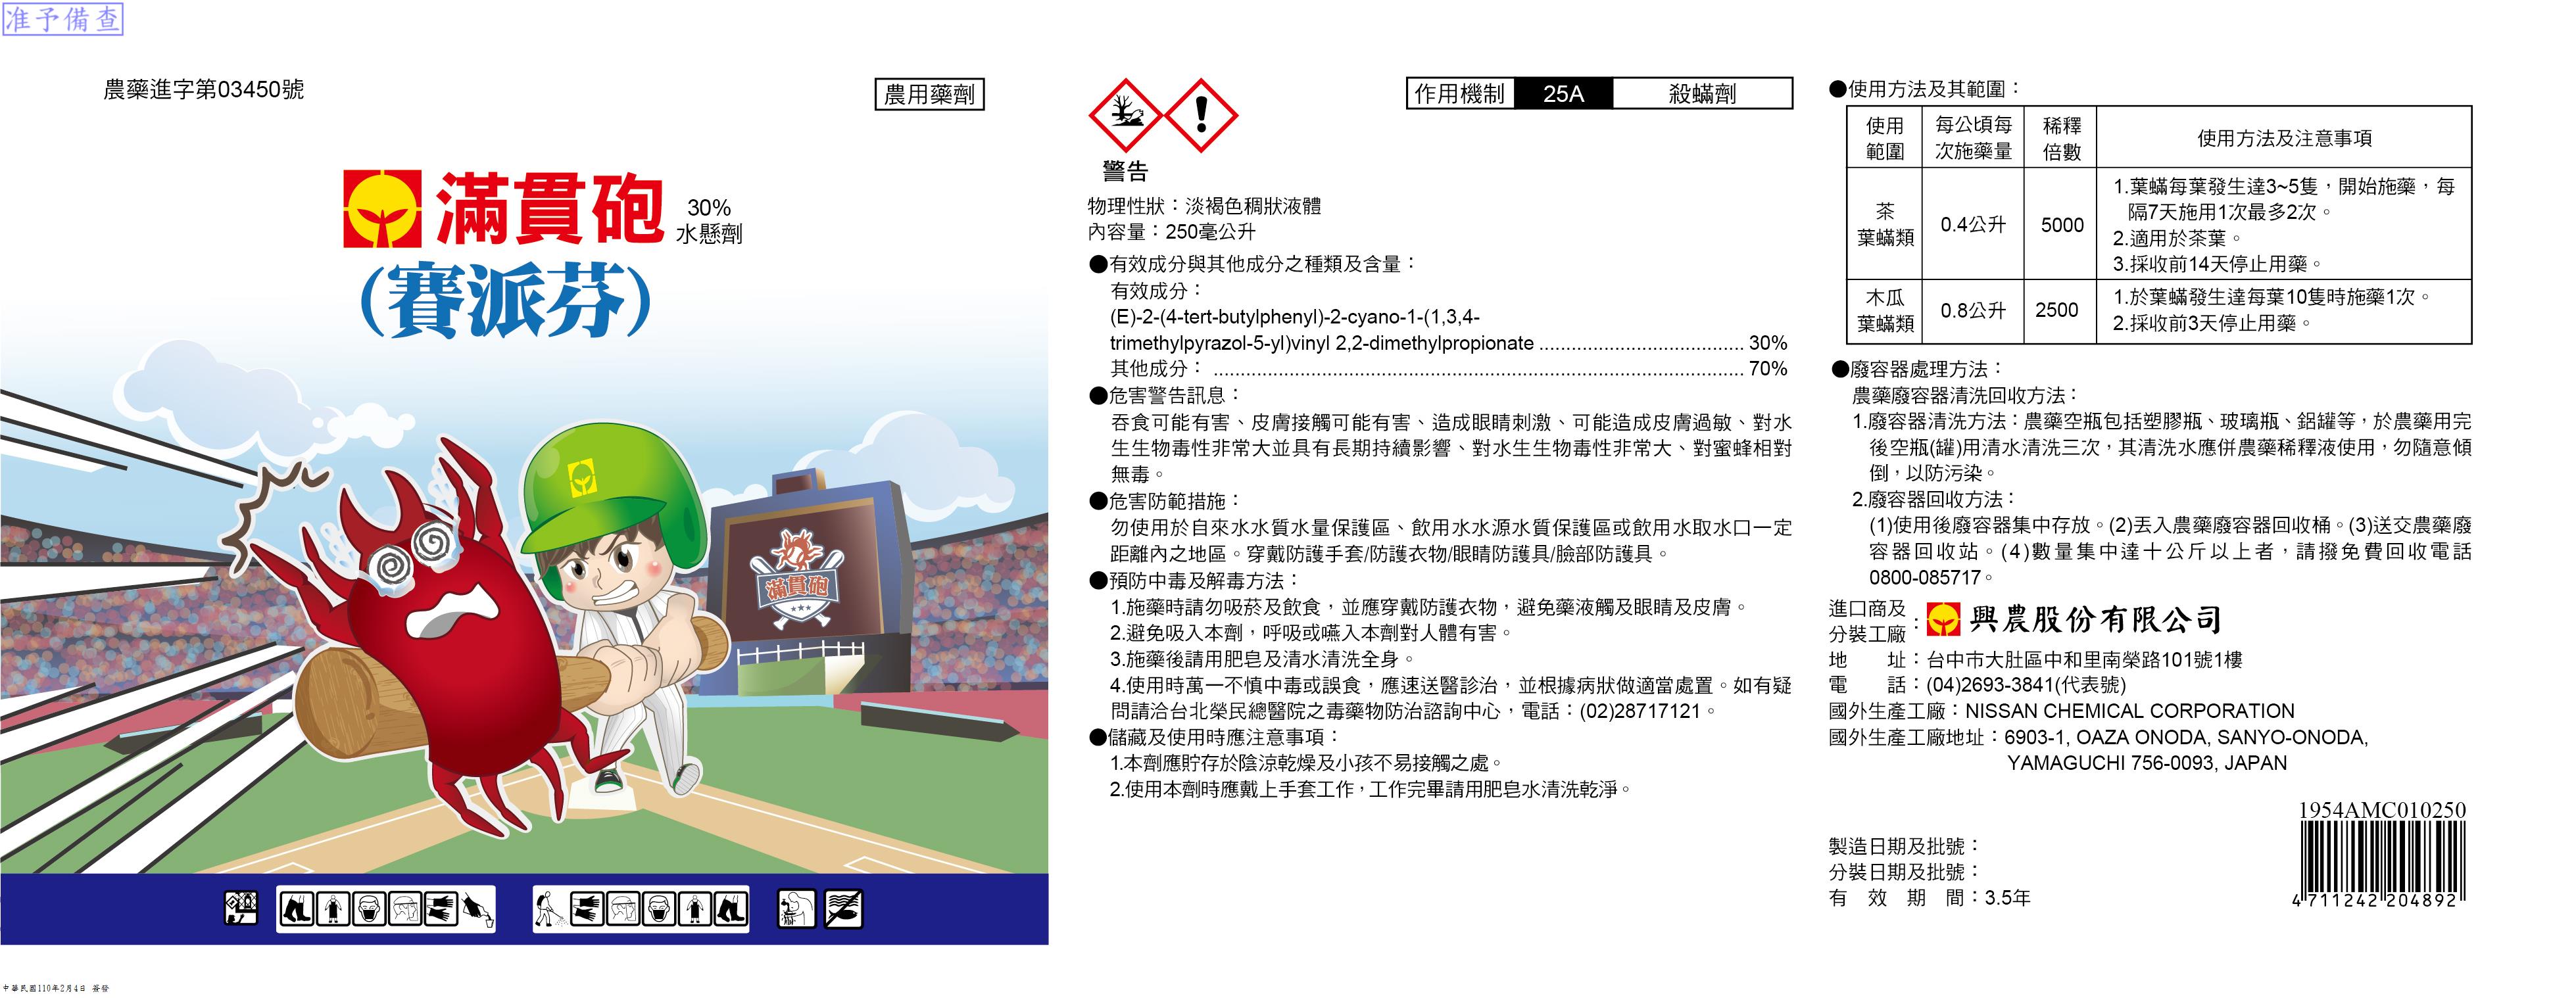 准予備查
農藥進字第03450號
農用藥劑
滿貫砲
30%
水懸劑
(賽派芬)
滿貫砲
中華民國110年2月4日 簽發
作用機制 25A 殺蟎劑
警告
物理性狀：淡褐色稠狀液體
內容量：250毫公升
●有效成分與其他成分之種類及含量：
有效成分：
(E)-2-(4-tert-butylphenyl)-2-cyano-1-(1,3,4-
trimethylpyrazol-5-yl)vinyl 2,2-dimethylpropionate ...................................... 30%
其他成分： .................................................................................................. 70%
●危害警告訊息：
吞食可能有害、皮膚接觸可能有害、造成眼睛刺激、可能造成皮膚過敏、對水
生生物毒性非常大並具有長期持續影響、對水生生物毒性非常大、對蜜蜂相對
無毒。
●危害防範措施：
勿使用於自來水水質水量保護區、飲用水水源水質保護區或飲用水取水口一定
距離內之地區。穿戴防護手套/防護衣物/眼睛防護具/臉部防護具。
●預防中毒及解毒方法：
1.施藥時請勿吸菸及飲食，並應穿戴防護衣物，避免藥液觸及眼睛及皮膚。
2.避免吸入本劑，呼吸或嚥入本劑對人體有害。
3.施藥後請用肥皂及清水清洗全身。
4.使用時萬一不慎中毒或誤食，應速送醫診治，並根據病狀做適當處置。如有疑
問請洽台北榮民總醫院之毒藥物防治諮詢中心，電話：(02)28717121。
●儲藏及使用時應注意事項：
1.本劑應貯存於陰涼乾燥及小孩不易接觸之處。
2.使用本劑時應戴上手套工作，工作完畢請用肥皂水清洗乾淨。
●使用方法及其範圍：
使用 每公頃每 稀釋 使用方法及注意事項
範圍 次施藥量 倍數
茶 0.4公升 5000 1.葉蟎每葉發生達3~5隻，開始施藥，每
葉蟎類 隔7天施用1次最多2次。
2.適用於茶葉。
3.採收前14天停止用藥。
木瓜 0.8公升 2500 1.於葉蟎發生達每葉10隻時施藥1次。
葉蟎類 2.採收前3天停止用藥。
●廢容器處理方法：
農藥廢容器清洗回收方法：
1.廢容器清洗方法：農藥空瓶包括塑膠瓶、玻璃瓶、鋁罐等，於農藥用完
後空瓶(罐)用清水清洗三次，其清洗水應併農藥稀釋液使用，勿隨意傾
倒，以防污染。
2.廢容器回收方法：
(1)使用後廢容器集中存放。(2)丟入農藥廢容器回收桶。(3)送交農藥廢
容器回收站。(4)數量集中達十公斤以上者，請撥免費回收電話
0800-085717。
進口商及
分裝工廠：興農股份有限公司
地 址：台中市大肚區中和里南榮路101號1樓
電 話：(04)2693-3841(代表號)
國外生產工廠：NISSAN CHEMICAL CORPORATION
國外生產工廠地址：6903-1, OAZA ONODA, SANYO-ONODA,
YAMAGUCHI 756-0093, JAPAN
1954AMC010250
製造日期及批號：
分裝日期及批號：
有 效 期 間：3.5年
4 711242 204892